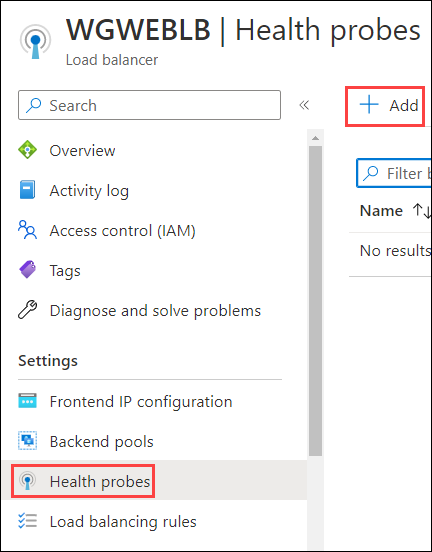 WGWEBLB | Health probes
Load balancer
Search
«
Add
Overview
Filter b
Activity log
Name ↑↓
Access control (IAM)
No results
Tags
Diagnose and solve problems
Settings
Frontend IP configuration
Backend pools
Health probes
Load balancing rules